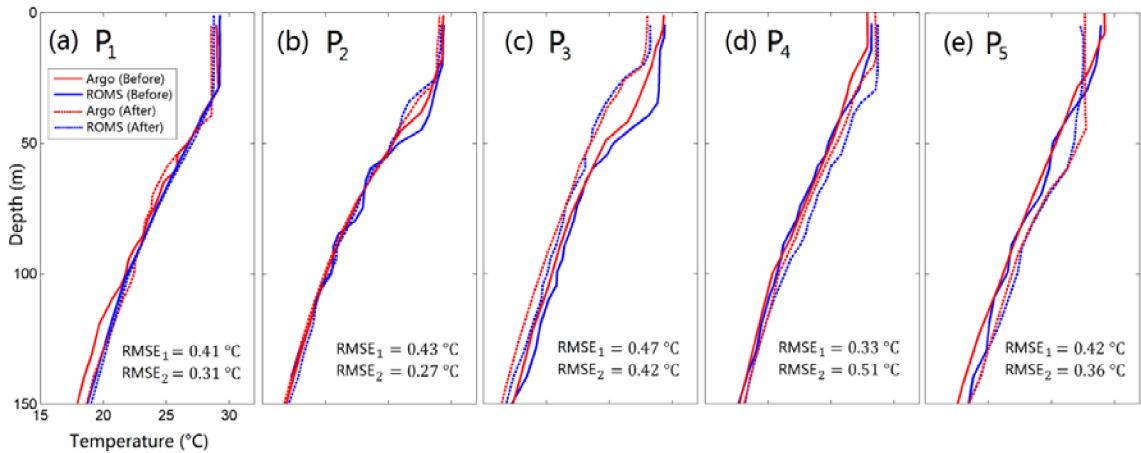 0
50
100
150
Depth (m)
(a) P₁
Argo (Before)
ROMS (Before)
Argo (After)
ROMS (After)
RMSE₁ = 0.41 °C
RMSE₂ = 0.31 °C
15 20 25 30
Temperature (°C)
(b) P₂
RMSE₁ = 0.43 °C
RMSE₂ = 0.27 °C
(c) P₃
RMSE₁ = 0.47 °C
RMSE₂ = 0.42 °C
(d) P₄
RMSE₁ = 0.33 °C
RMSE₂ = 0.51 °C
(e) P₅
RMSE₁ = 0.42 °C
RMSE₂ = 0.36 °C